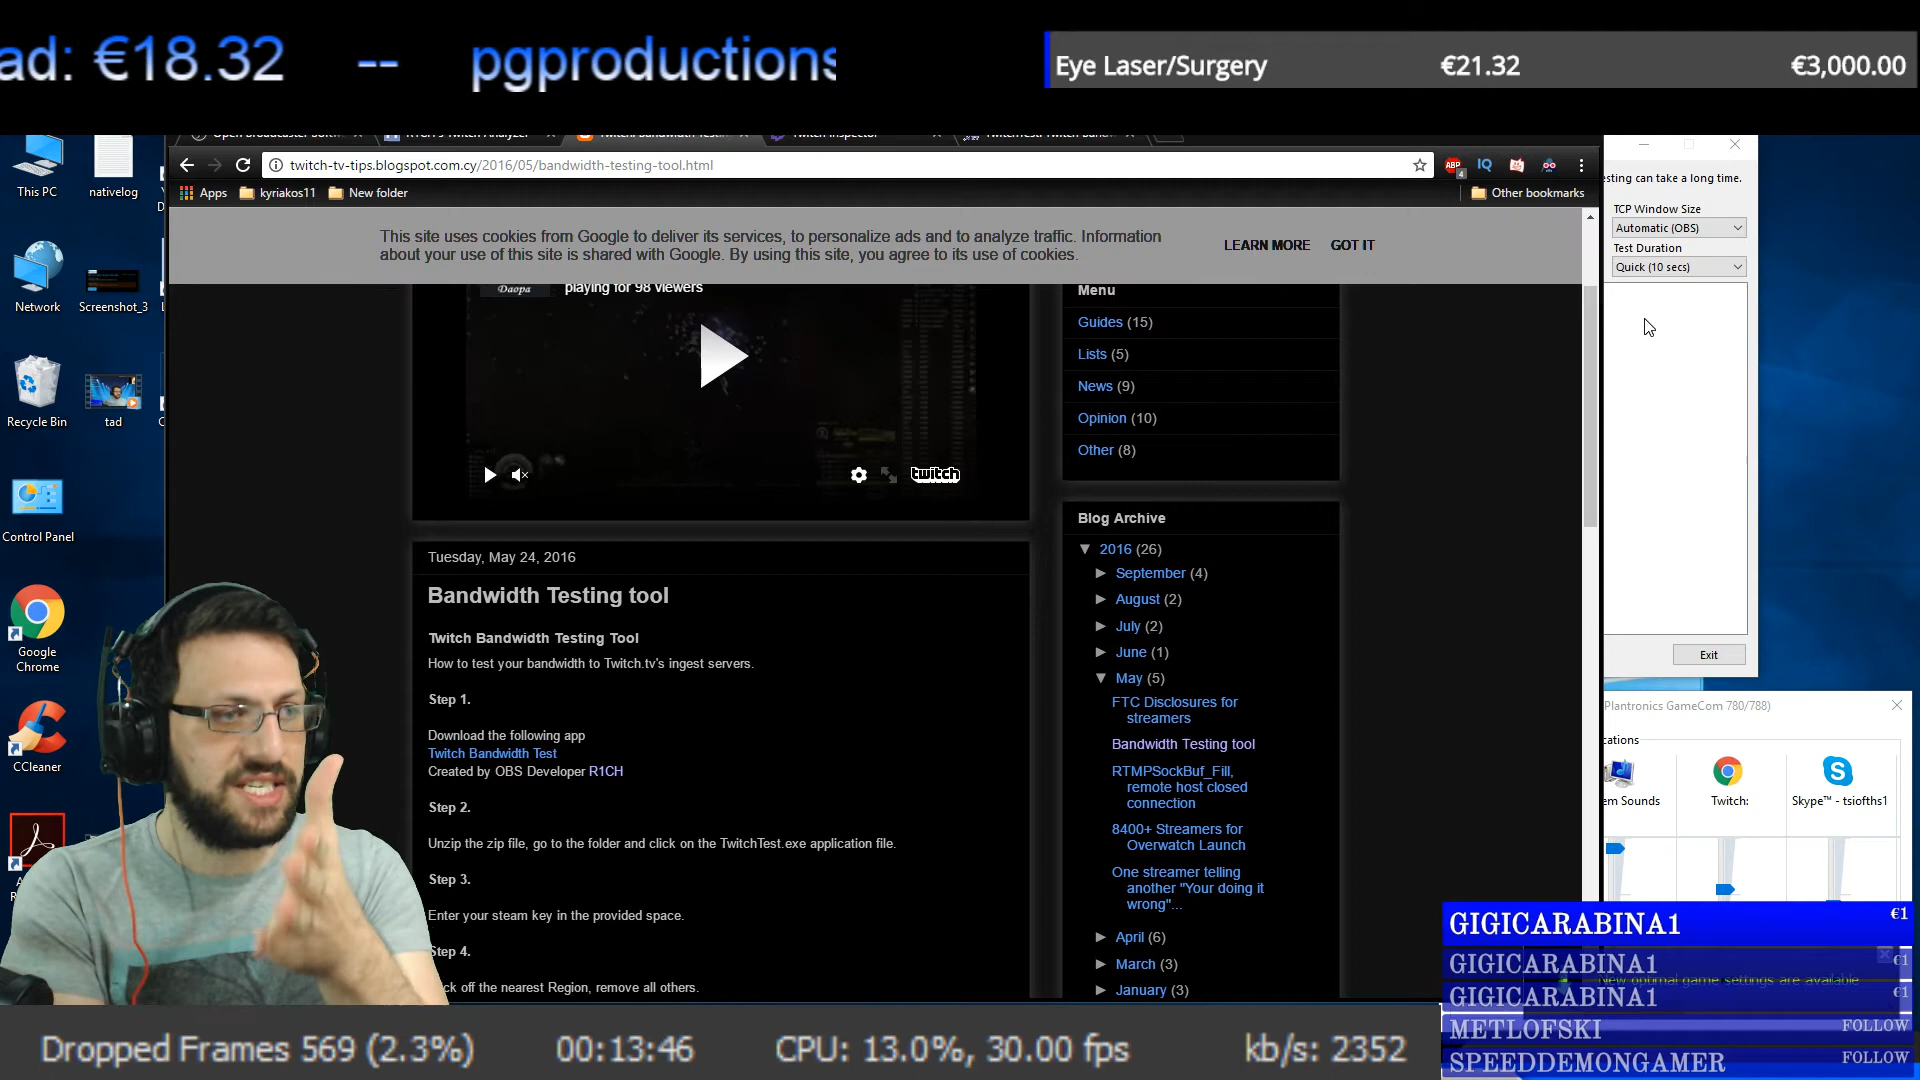 ad: €18.32 -- pgproductions
Eye Laser/Surgery €21.32 €3,000.00
twitch-tv-tips.blogspot.com.cy/2016/05/bandwidth-testing-tool.html
ABP 4 IQ
Apps kyriakos11 New folder Other bookmarks
This site uses cookies from Google to deliver its services, to personalize ads and to analyze traffic. Information
about your use of this site is shared with Google. By using this site, you agree to its use of cookies.
LEARN MORE GOT IT
This PC
nativelog
Network
Screenshot_3
Recycle Bin
tad
Control Panel
Google
Chrome
CCleaner
Daopa
playing for 98 viewers
twitch
Tuesday, May 24, 2016
Bandwidth Testing tool
Twitch Bandwidth Testing Tool
How to test your bandwidth to Twitch.tv's ingest servers.
Step 1.
Download the following app
Twitch Bandwidth Test
Created by OBS Developer R1CH
Step 2.
Unzip the zip file, go to the folder and click on the TwitchTest.exe application file.
Step 3.
Enter your steam key in the provided space.
Step 4.
ck off the nearest Region, remove all others.
Menu
Guides (15)
Lists (5)
News (9)
Opinion (10)
Other (8)
Blog Archive
▼ 2016 (26)
► September (4)
► August (2)
► July (2)
► June (1)
▼ May (5)
FTC Disclosures for
streamers
Bandwidth Testing tool
RTMPSockBuf_Fill,
remote host closed
connection
8400+ Streamers for
Overwatch Launch
One streamer telling
another "Your doing it
wrong"...
► April (6)
► March (3)
► January (3)
esting can take a long time.
TCP Window Size
Automatic (OBS)
Test Duration
Quick (10 secs)
Exit
Plantronics GameCom 780/788)
cations
em Sounds
Twitch:
Skype™ - tsiofths1
GIGICARABINA1 €1
GIGICARABINA1 €1
New optimal game settings are available
GIGICARABINA1 €1
METLOFSKI FOLLOW
SPEEDDEMONGAMER FOLLOW
Dropped Frames 569 (2.3%) 00:13:46 CPU: 13.0%, 30.00 fps kb/s: 2352